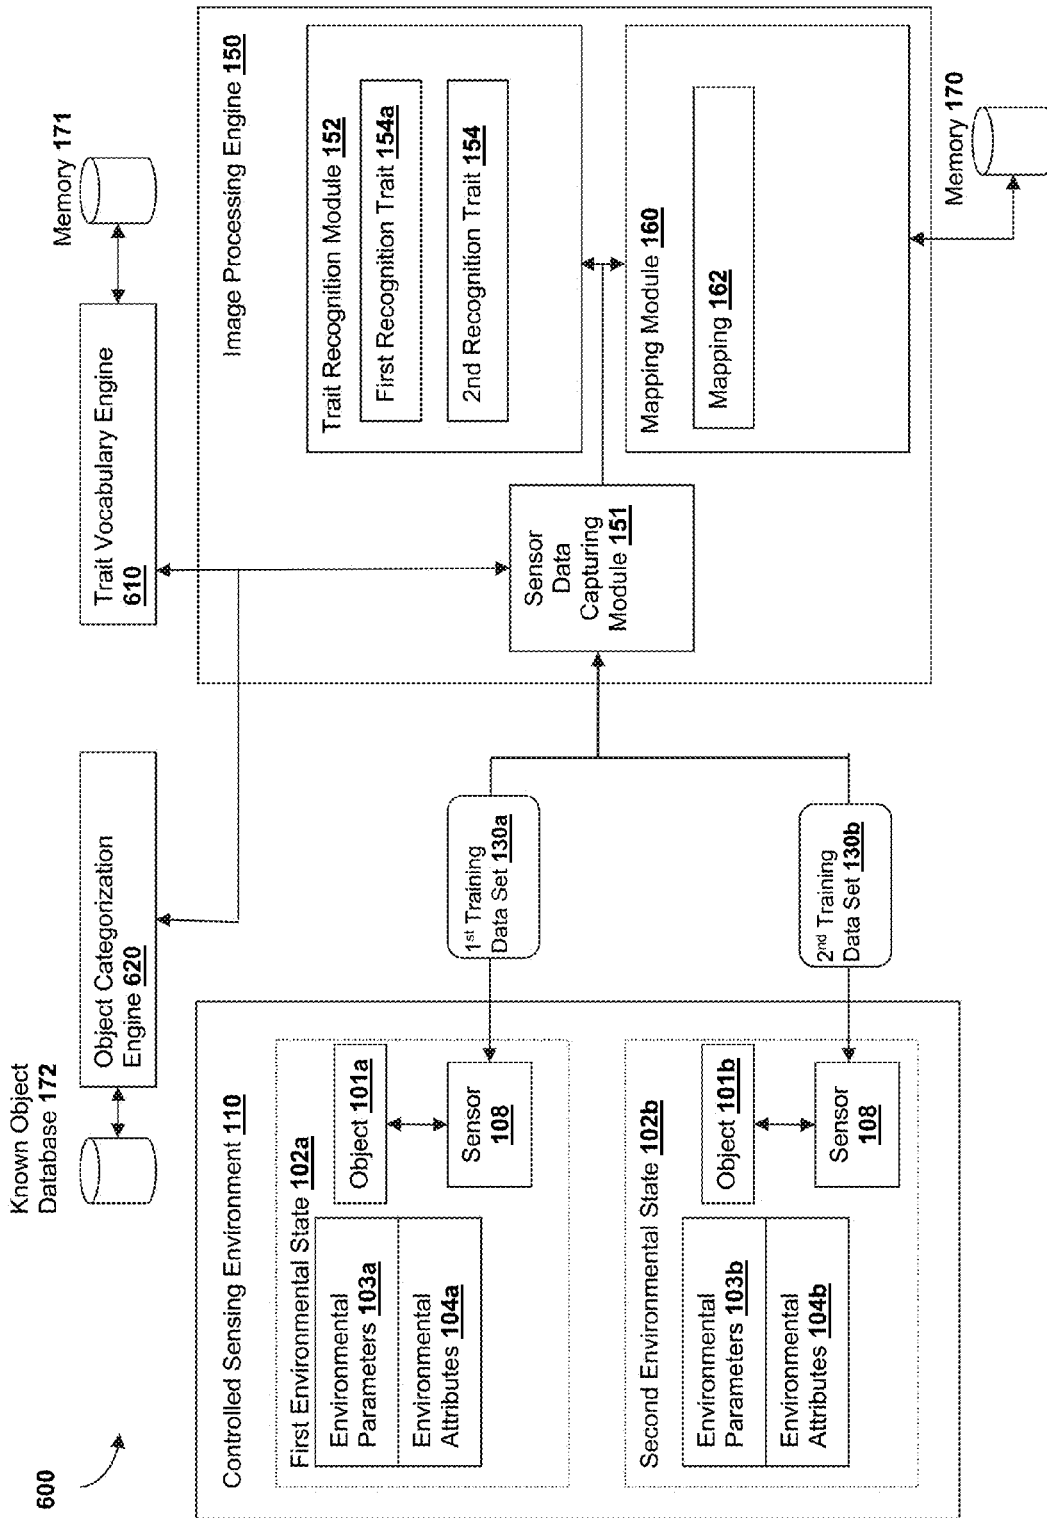 600
Known Object
Database 172
Object Categorization
Engine 620
Trait Vocabulary Engine
610
Memory 171
Controlled Sensing Environment 110
First Environmental State 102a
Environmental
Parameters 103a
Environmental
Attributes 104a
Object 101a
Sensor
108
Second Environmental State 102b
Environmental
Parameters 103b
Environmental
Attributes 104b
Object 101b
Sensor
108
1st Training
Data Set 130a
2nd Training
Data Set 130b
Image Processing Engine 150
Sensor
Data
Capturing
Module 151
Trait Recognition Module 152
First Recognition Trait 154a
2nd Recognition Trait 154
Mapping Module 160
Mapping 162
Memory 170